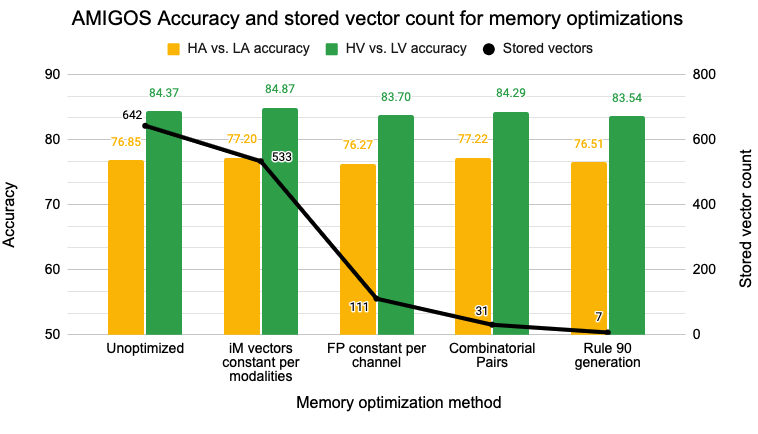 AMIGOS Accuracy and stored vector count for memory optimizations
HA vs. LA accuracy HV vs. LV accuracy Stored vectors
90
80
70
60
50
Accuracy
800
600
400
200
0
Stored vector count
76.85 84.37 642
77.20 84.87 533
76.27 83.70 111
77.22 84.29 31
76.51 83.54 7
Unoptimized
iM vectors
constant per
modalities
FP constant per
channel
Combinatorial
Pairs
Rule 90
generation
Memory optimization method